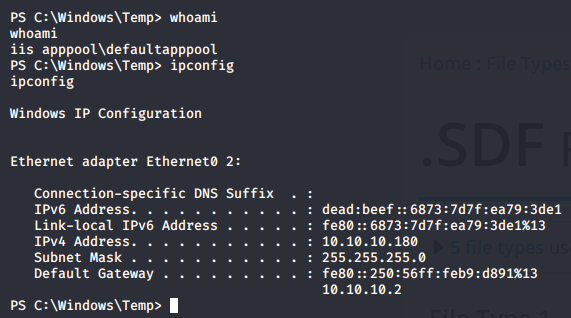 PS C:\Windows\Temp> whoami
whoami
iis apppool\defaultapppool
PS C:\Windows\Temp> ipconfig
ipconfig
Home : File Types
Windows IP Configuration
.SDF
Ethernet adapter Ethernet0 2:
Connection-specific DNS Suffix  . :
IPv6 Address. . . . . . . . . . . : dead:beef::6873:7d7f:ea79:3de1
Link-local IPv6 Address . . . . . : fe80::6873:7d7f:ea79:3de1%13
IPv4 Address. . . . . . . . . . . : 10.10.10.180
Subnet Mask . . . . . . . . . . . : 255.255.255.0
5 file types us
Default Gateway . . . . . . . . . : fe80::250:56ff:feb9:d891%13
10.10.10.2
PS C:\Windows\Temp>
File Type 1